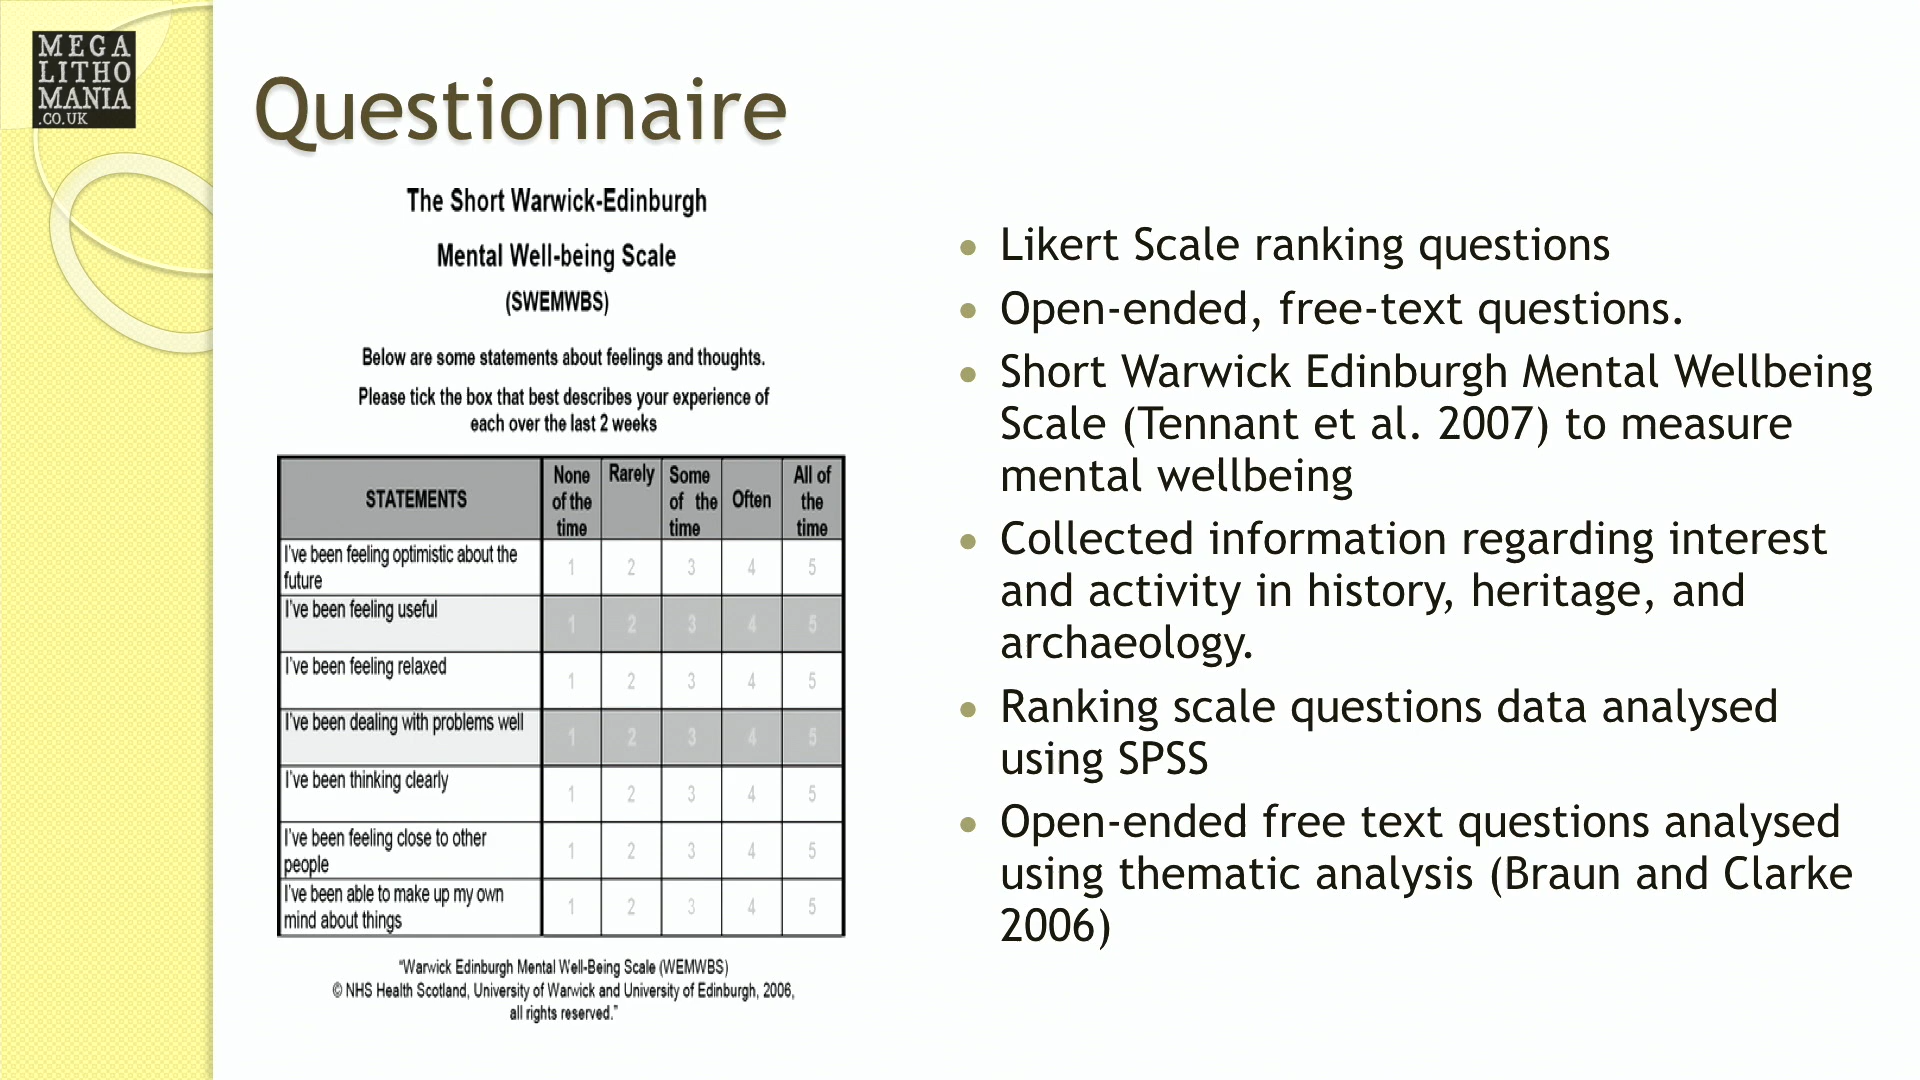 MEGA
LITHO
MANIA
.CO.UK
Questionnaire
The Short Warwick-Edinburgh
Mental Well-being Scale
(SWEMWBS)
Below are some statements about feelings and thoughts.
Please tick the box that best describes your experience of
each over the last 2 weeks
STATEMENTS
None
of the
time
Rarely
Some
of the
time
Often
All of
the
time
I've been feeling optimistic about the
future
1 2 3 4 5
I've been feeling useful
1 2 3 4 5
I've been feeling relaxed
1 2 3 4 5
I've been dealing with problems well
1 2 3 4 5
I've been thinking clearly
1 2 3 4 5
I've been feeling close to other
people
1 2 3 4 5
I've been able to make up my own
mind about things
1 2 3 4 5
"Warwick Edinburgh Mental Well-Being Scale (WEMWBS)
© NHS Health Scotland, University of Warwick and University of Edinburgh, 2006,
all rights reserved."
• Likert Scale ranking questions
• Open-ended, free-text questions.
• Short Warwick Edinburgh Mental Wellbeing
Scale (Tennant et al. 2007) to measure
mental wellbeing
• Collected information regarding interest
and activity in history, heritage, and
archaeology.
• Ranking scale questions data analysed
using SPSS
• Open-ended free text questions analysed
using thematic analysis (Braun and Clarke
2006)